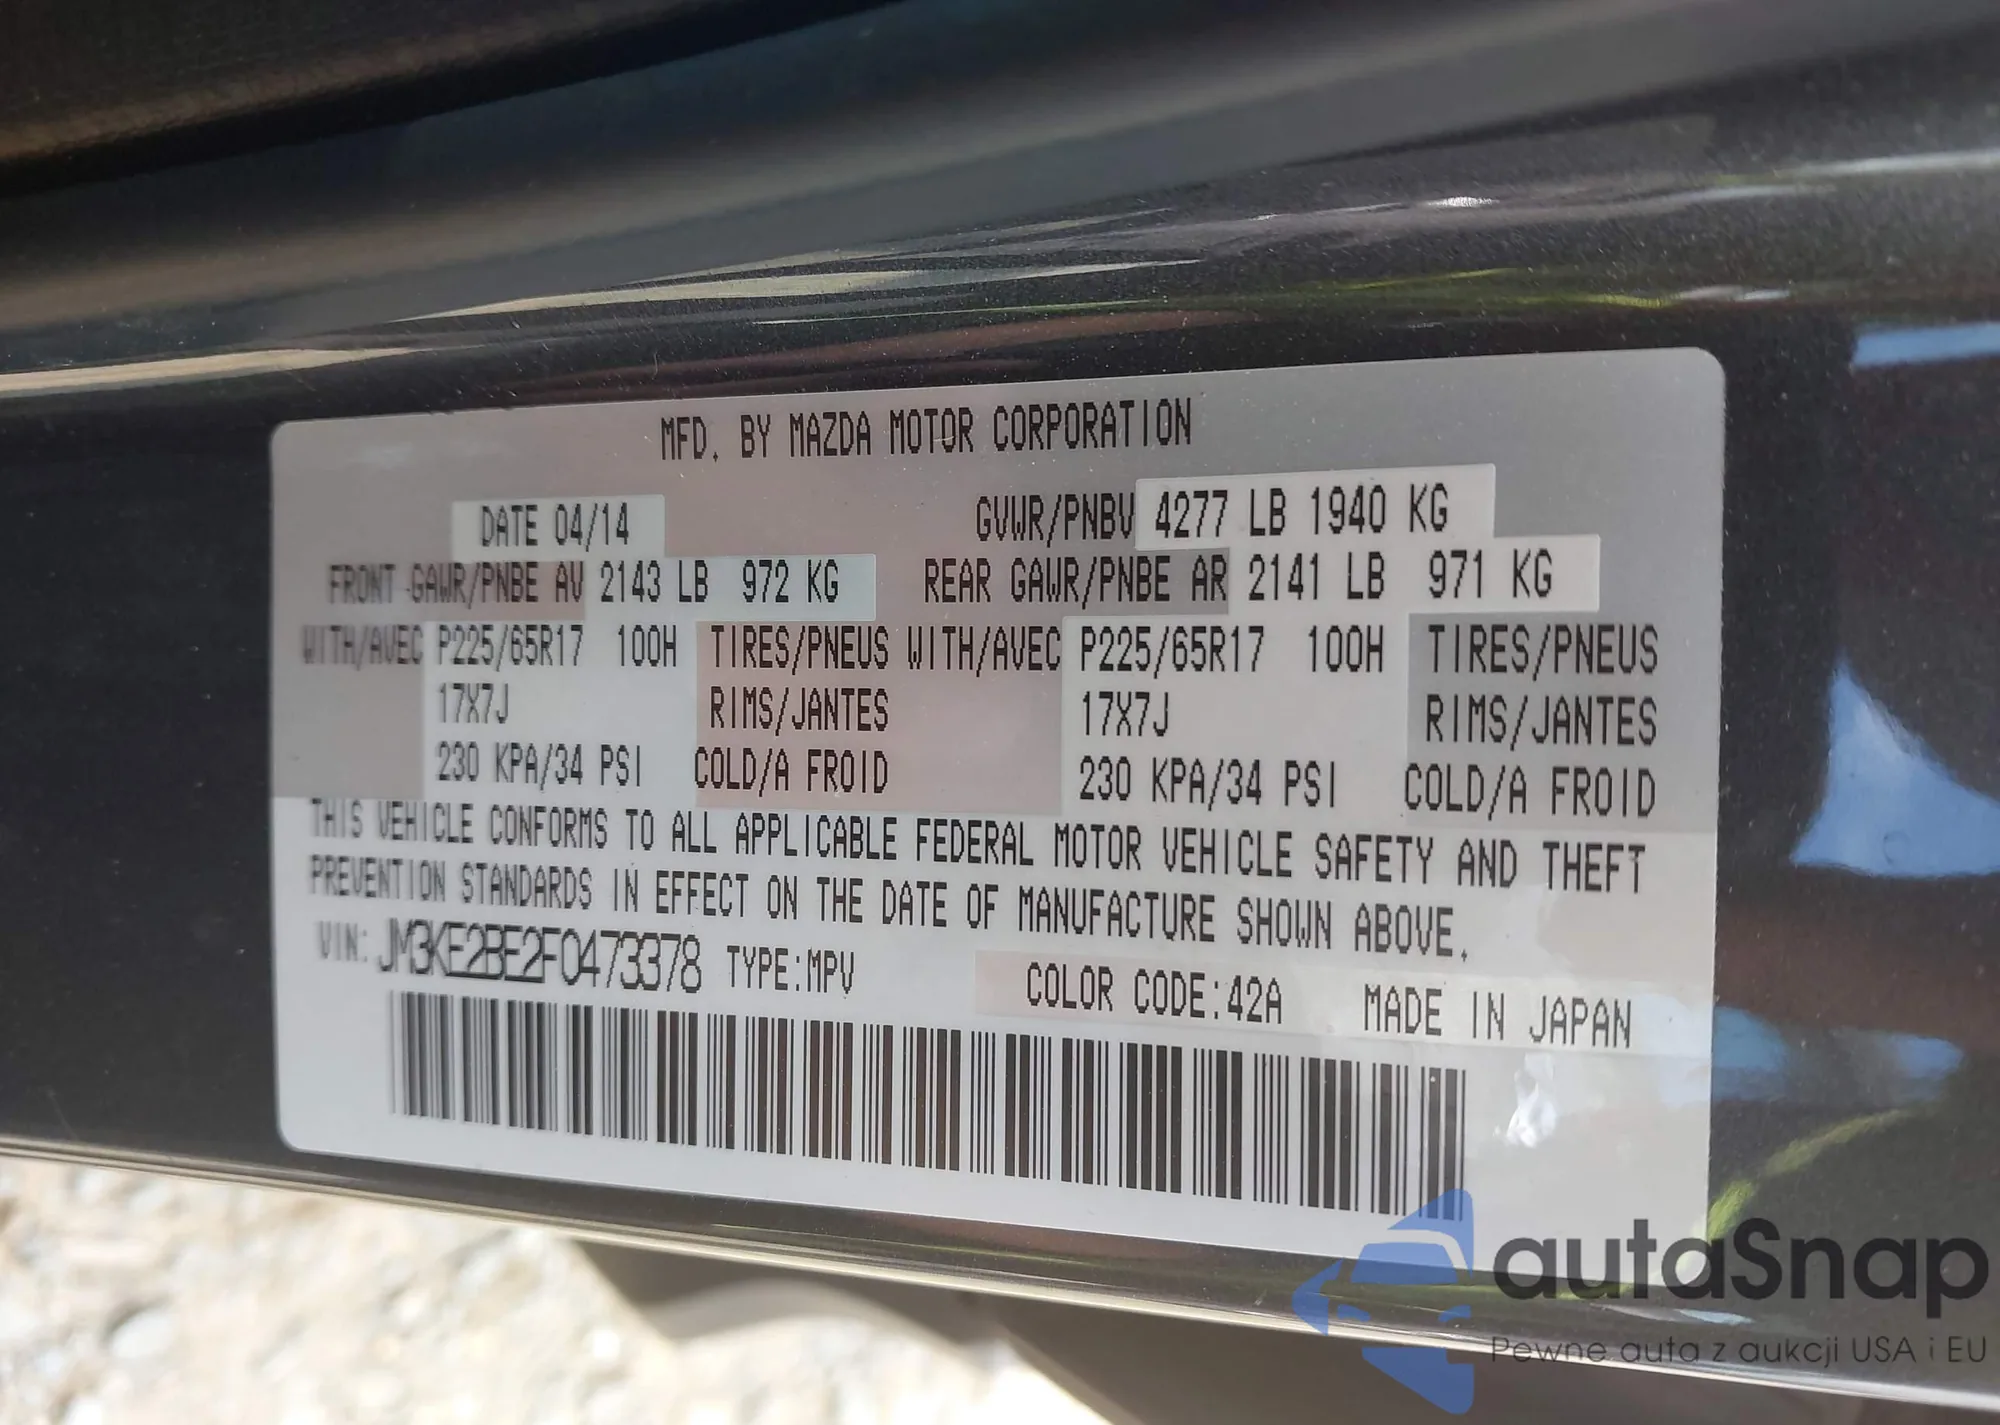 MFD. BY MAZDA MOTOR CORPORATION
DATE 04/14 GVWR/PNBV 4277 LB 1940 KG
FRONT GAWR/PNBE AV 2143 LB 972 KG REAR GAWR/PNBE AR 2141 LB 971 KG
WITH/AVEC P225/65R17 100H TIRES/PNEUS WITH/AVEC P225/65R17 100H TIRES/PNEUS
17X7J RIMS/JANTES 17X7J RIMS/JANTES
230 KPA/34 PSI COLD/A FROID 230 KPA/34 PSI COLD/A FROID
THIS VEHICLE CONFORMS TO ALL APPLICABLE FEDERAL MOTOR VEHICLE SAFETY AND THEFT
PREVENTION STANDARDS IN EFFECT ON THE DATE OF MANUFACTURE SHOWN ABOVE.
VIN: JM3KE2BE2F0473378 TYPE:MPV COLOR CODE:42A MADE IN JAPAN
autaSnap
Pewne auta z aukcji USA i EU